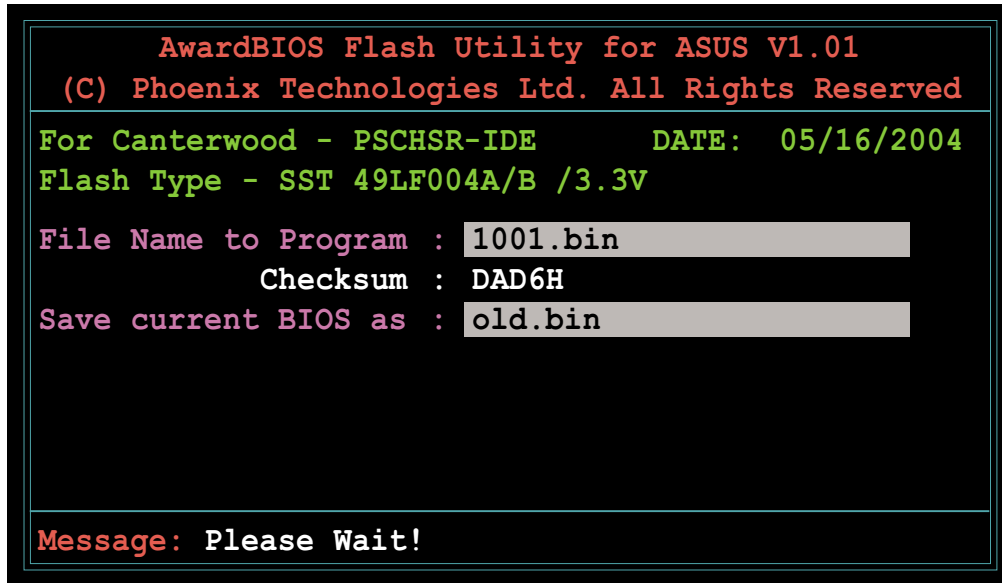 AwardBIOS Flash Utility for ASUS V1.01
(C) Phoenix Technologies Ltd. All Rights Reserved
For Canterwood - PSCHSR-IDE DATE: 05/16/2004
Flash Type - SST 49LF004A/B /3.3V
File Name to Program : 1001.bin
Checksum : DAD6H
Save current BIOS as : old.bin
Message: Please Wait!